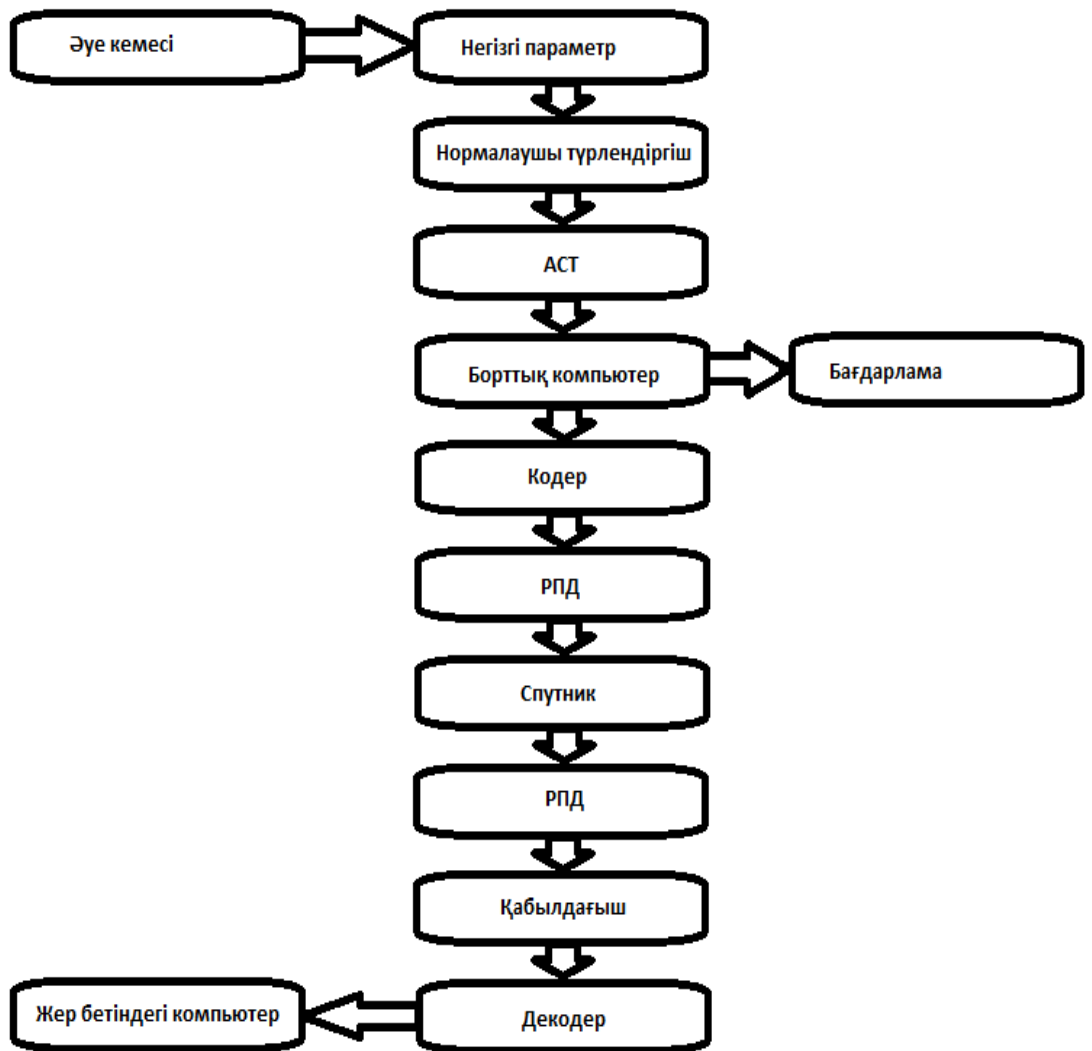 Әуе кемесі
Негізгі параметр
Нормалаушы түрлендіргіш
АСТ
Борттық компьютер
Бағдарлама
Кодер
РПД
Спутник
РПД
Қабылдағыш
Жер бетіндегі компьютер
Декодер